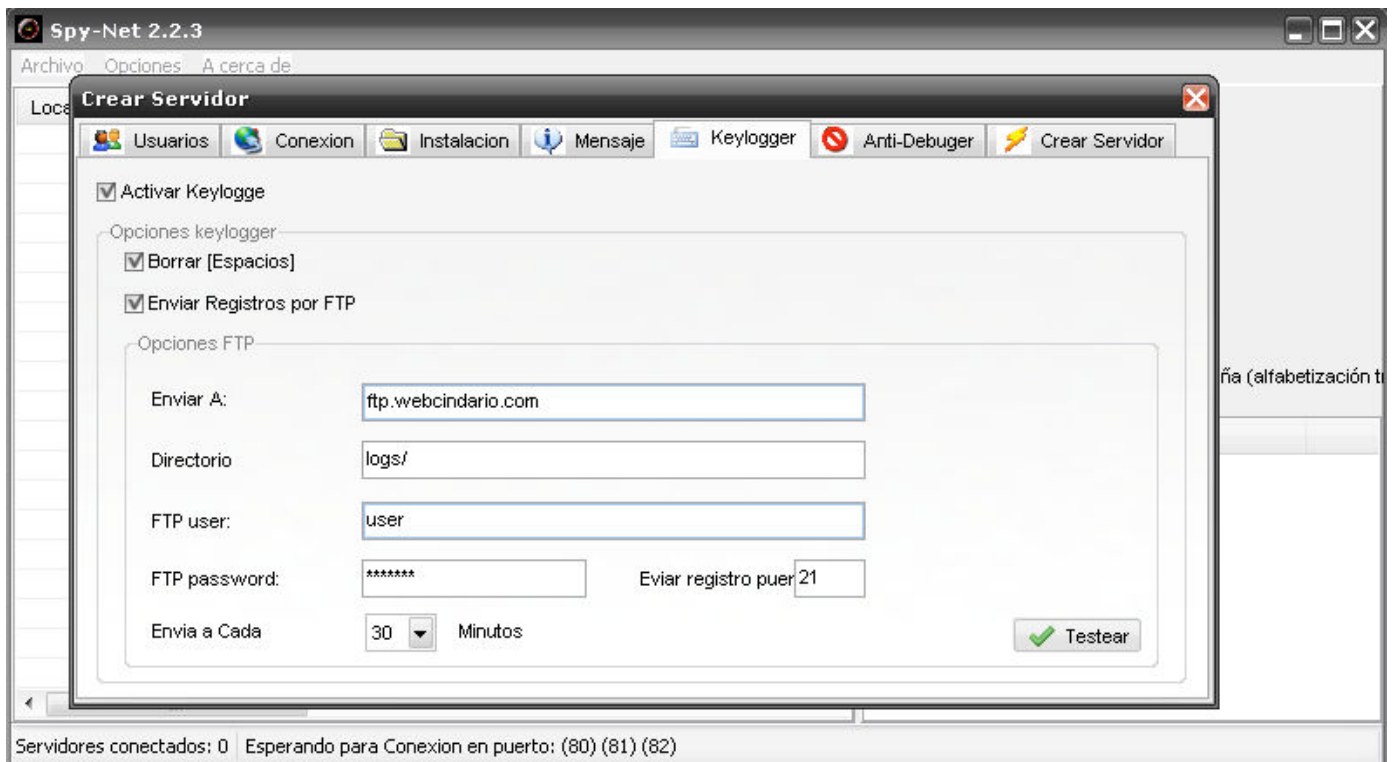 Spy-Net 2.2.3
Archivo Opciones A cerca de
Loca
Crear Servidor
Usuarios Conexion Instalacion Mensaje Keylogger Anti-Debuger Crear Servidor
Activar Keylogge
Opciones keylogger
Borrar [Espacios]
Enviar Registros por FTP
Opciones FTP
Enviar A: ftp.webcindario.com
ña (alfabetización t
Directorio logs/
FTP user: user
FTP password: ******* Eviar registro puer 21
Envia a Cada 30 Minutos Testear
Servidores conectados: 0 Esperando para Conexion en puerto: (80) (81) (82)